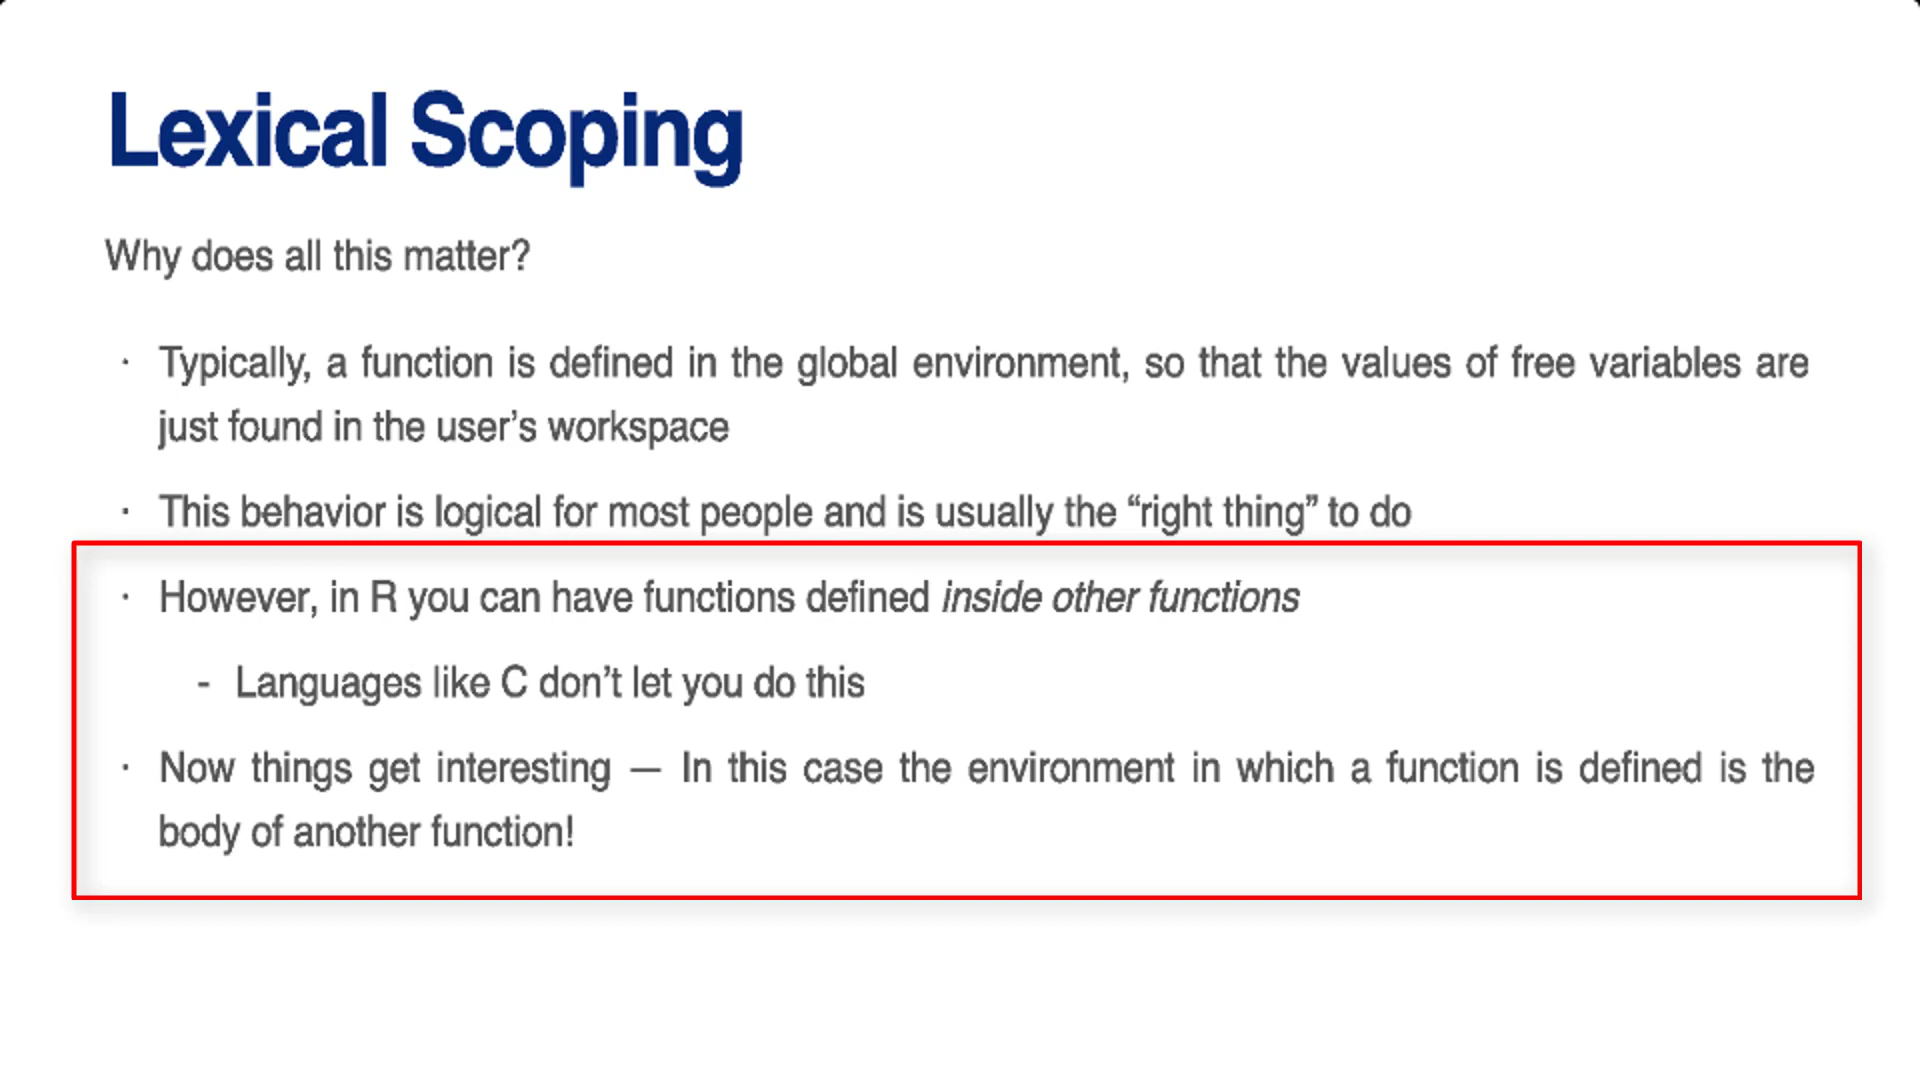 Lexical Scoping
Why does all this matter?
· Typically, a function is defined in the global environment, so that the values of free variables are
just found in the user’s workspace
· This behavior is logical for most people and is usually the “right thing” to do
· However, in R you can have functions defined inside other functions
- Languages like C don’t let you do this
· Now things get interesting — In this case the environment in which a function is defined is the
body of another function!